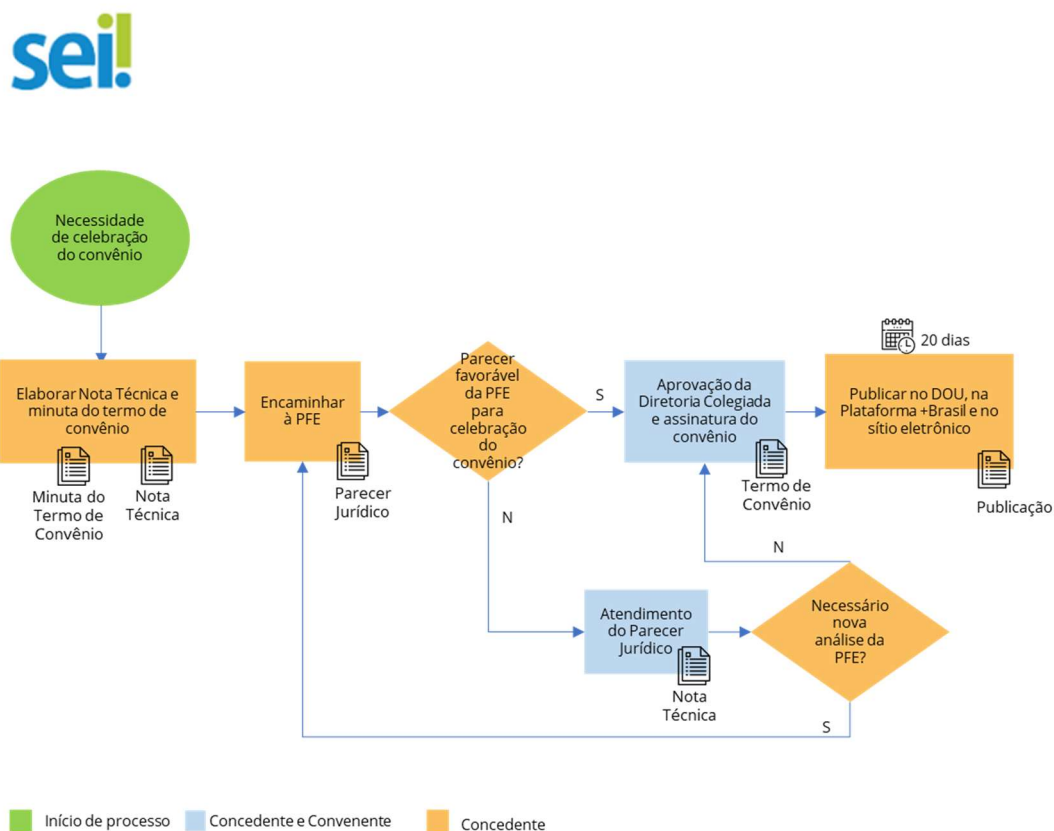 sei!
Necessidade
de celebração
do convênio
Elaborar Nota Técnica e
minuta do termo de
convênio
Minuta do
Termo de
Convênio
Nota
Técnica
Encaminhar
à PFE
Parecer
Jurídico
Parecer
favorável
da PFE
para
celebração
do
convênio?
S
N
Aprovação da
Diretoria Colegiada
e assinatura do
convênio
Termo de
Convênio
20 dias
Publicar no DOU, na
Plataforma +Brasil e no
sítio eletrônico
Publicação
Atendimento
do Parecer
Jurídico
Nota
Técnica
Necessário
nova
análise da
PFE?
N
S
Início de processo
Concedente e Convenente
Concedente